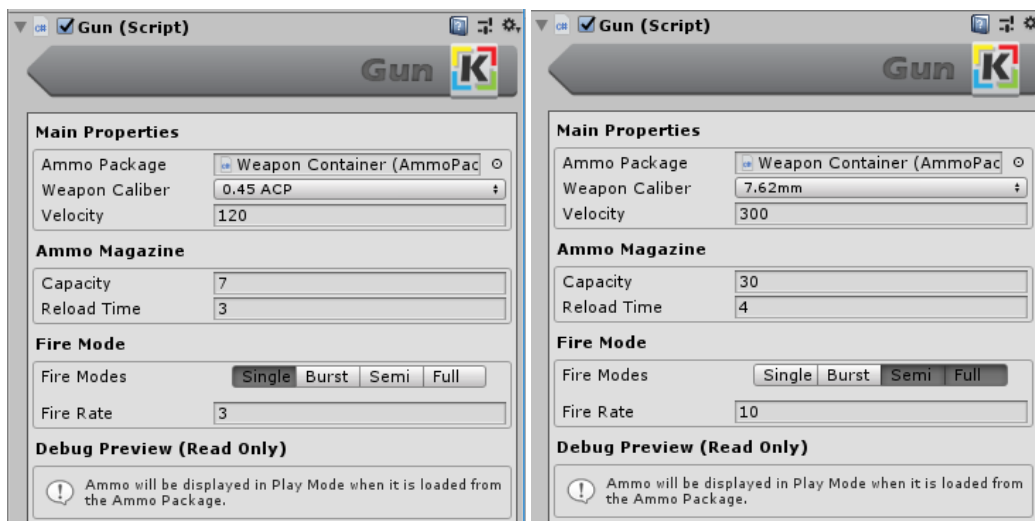 Gun (Script)
Gun K
Main Properties
Ammo Package Weapon Container (AmmoPac
Weapon Caliber 0.45 ACP
Velocity 120
Ammo Magazine
Capacity 7
Reload Time 3
Fire Mode
Fire Modes Single Burst Semi Full
Fire Rate 3
Debug Preview (Read Only)
Ammo will be displayed in Play Mode when it is loaded from
the Ammo Package.
Gun (Script)
Gun K
Main Properties
Ammo Package Weapon Container (AmmoPac
Weapon Caliber 7.62mm
Velocity 300
Ammo Magazine
Capacity 30
Reload Time 4
Fire Mode
Fire Modes Single Burst Semi Full
Fire Rate 10
Debug Preview (Read Only)
Ammo will be displayed in Play Mode when it is loaded from
the Ammo Package.